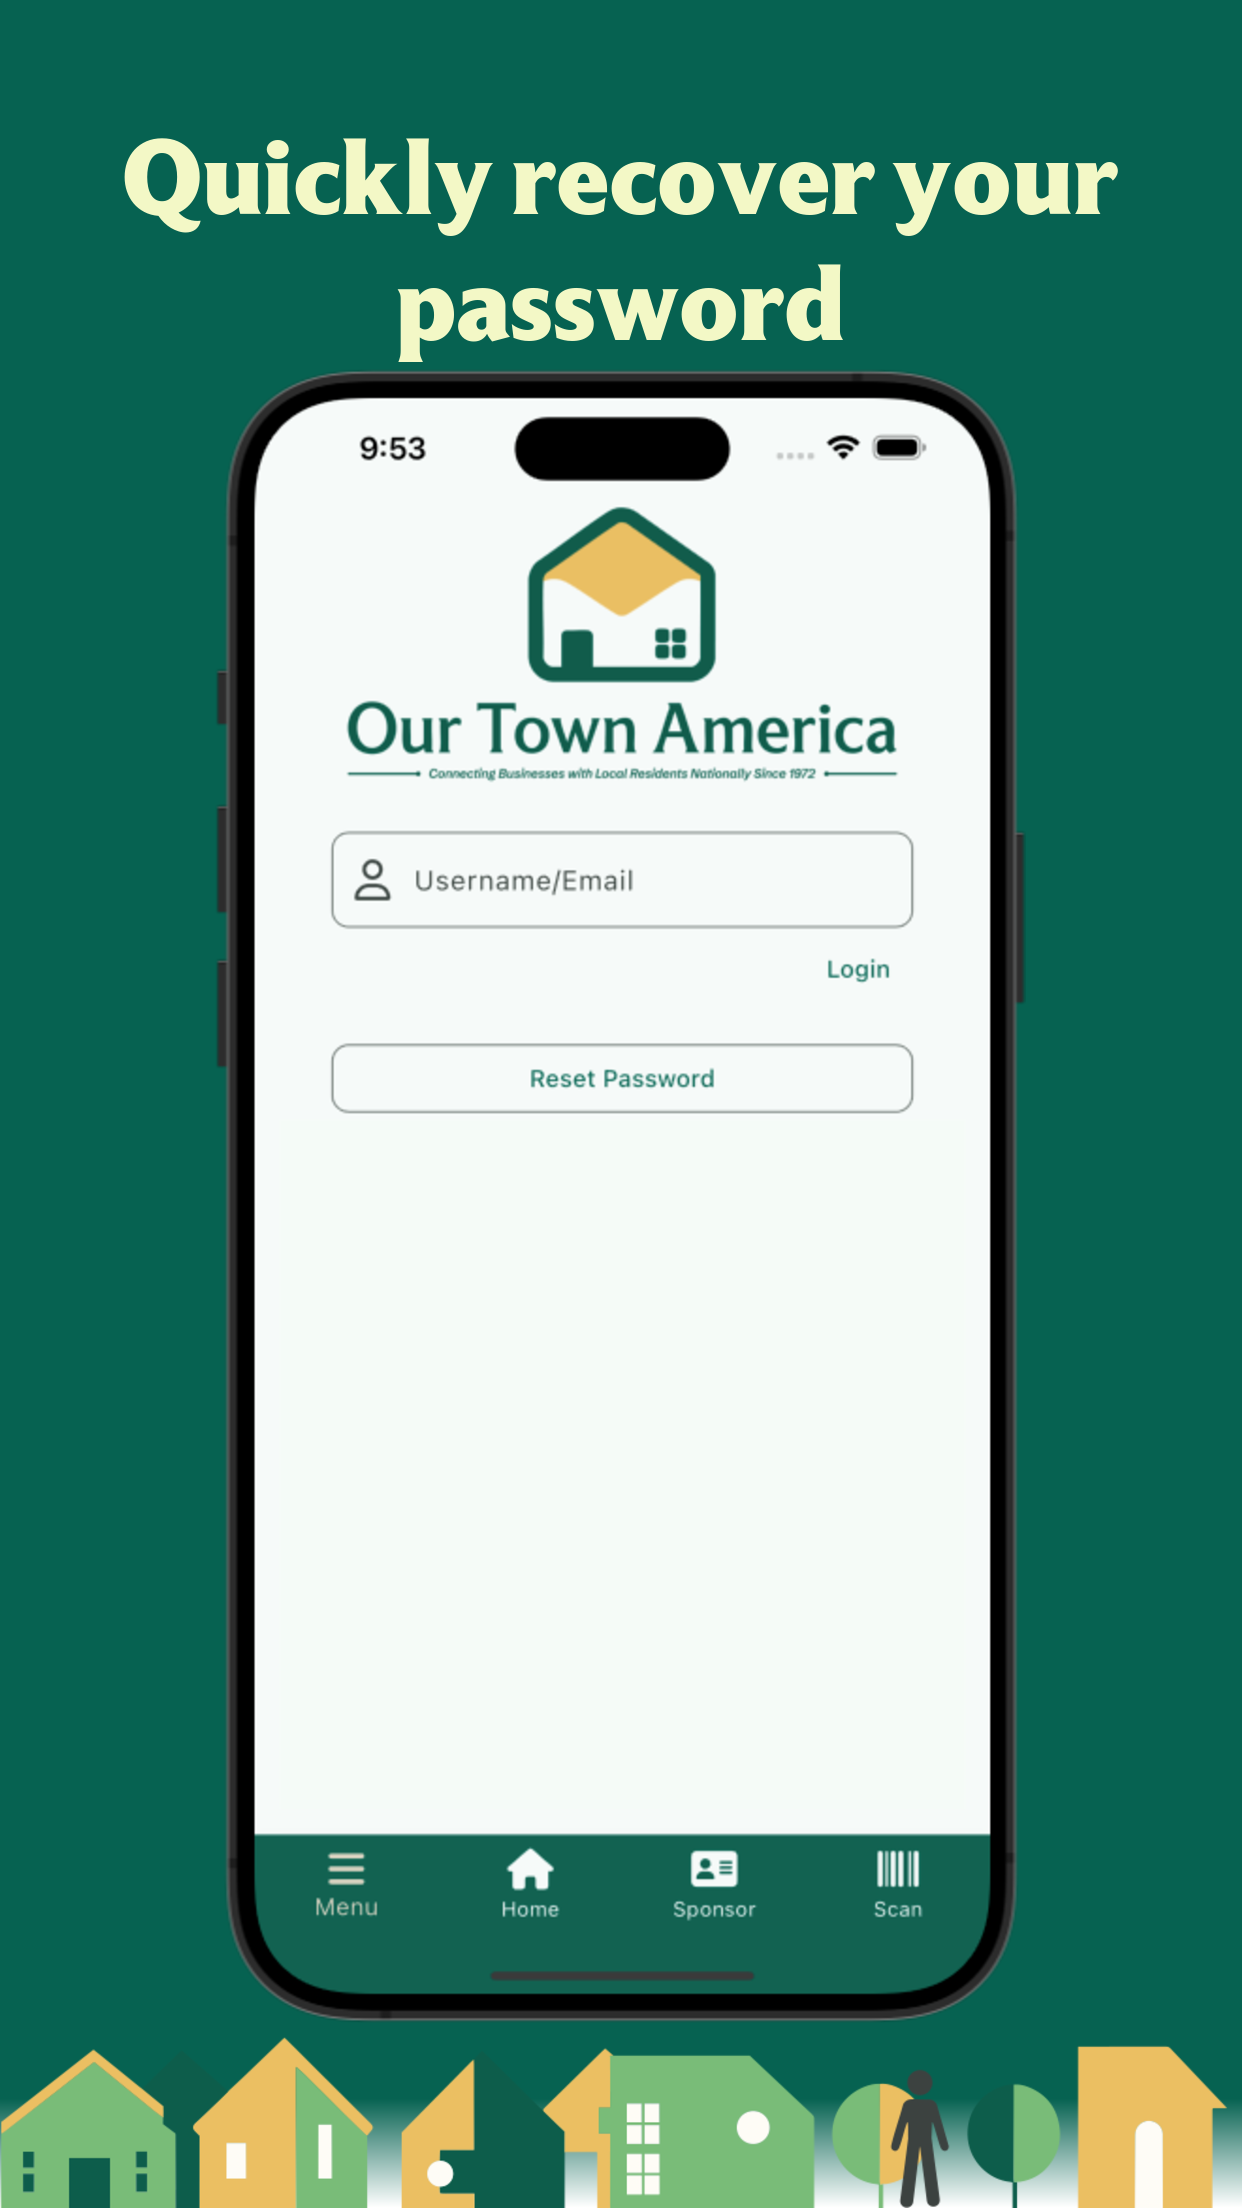 Quickly recover your
password
9:53
Our Town America
Connecting Businesses with Local Residents Nationally Since 1972
Username/Email
Login
Reset Password
Menu
Home
Sponsor
Scan